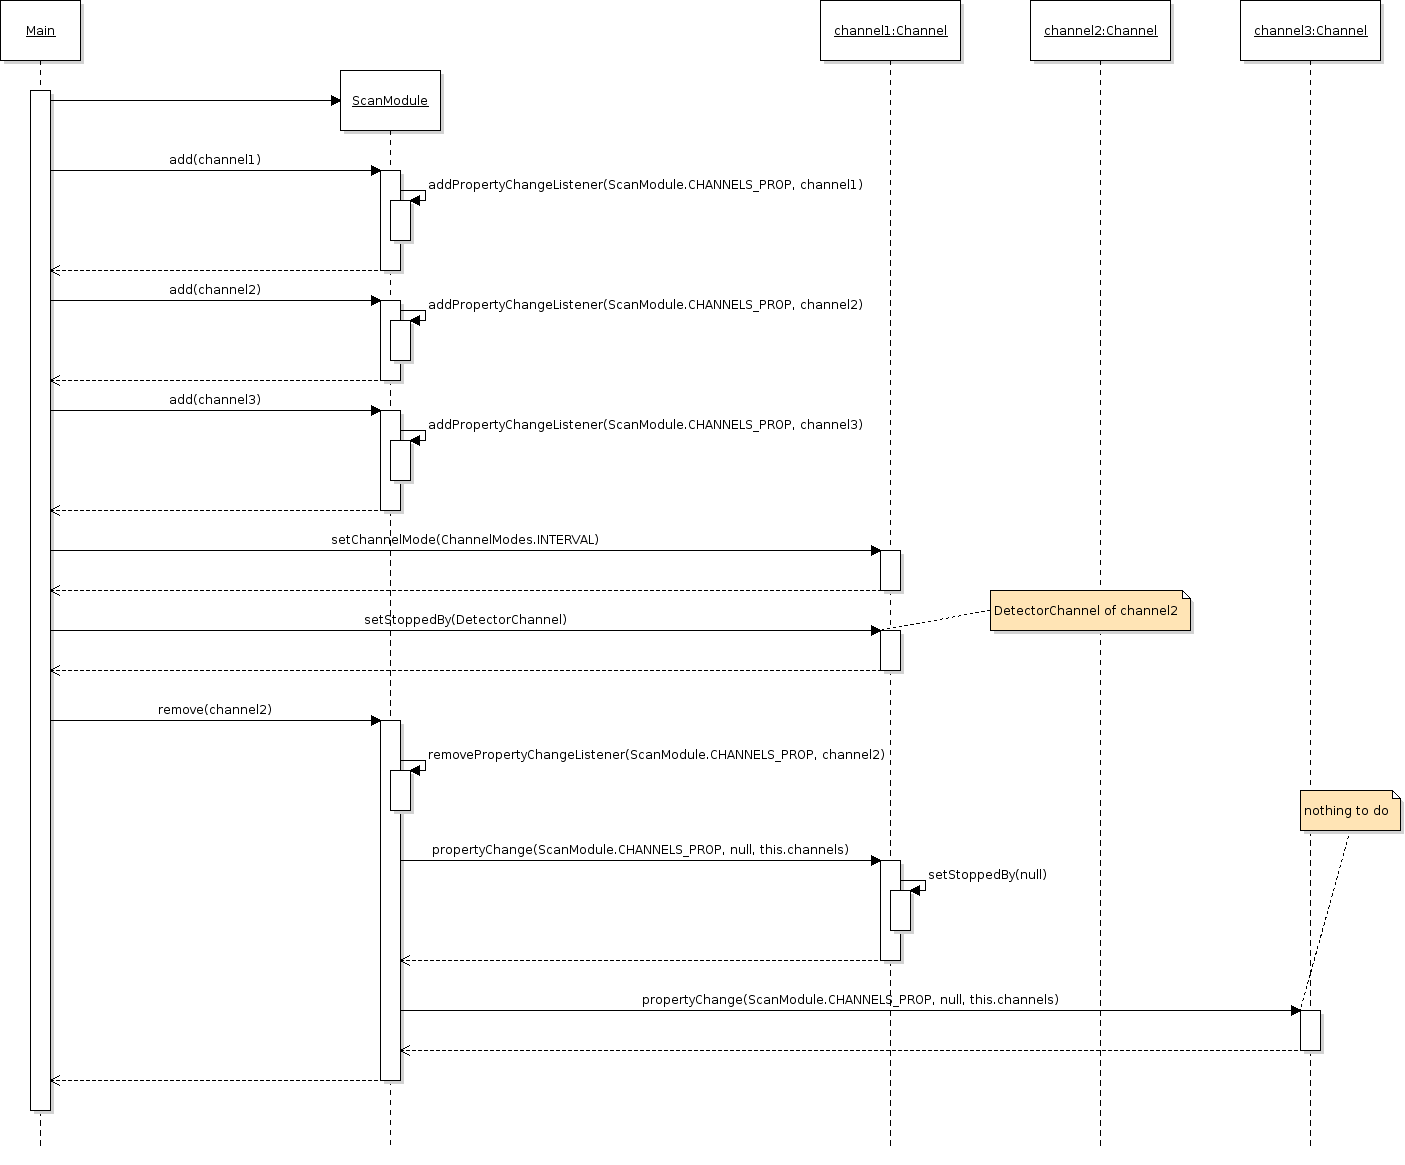 Main
channel1:Channel
channel2:Channel
channel3:Channel
ScanModule
add(channel1)
addPropertyChangeListener(ScanModule.CHANNELS_PROP, channel1)
add(channel2)
addPropertyChangeListener(ScanModule.CHANNELS_PROP, channel2)
add(channel3)
addPropertyChangeListener(ScanModule.CHANNELS_PROP, channel3)
setChannelMode(ChannelModes.INTERVAL)
DetectorChannel of channel2
setStoppedBy(DetectorChannel)
remove(channel2)
removePropertyChangeListener(ScanModule.CHANNELS_PROP, channel2)
nothing to do
propertyChange(ScanModule.CHANNELS_PROP, null, this.channels)
setStoppedBy(null)
propertyChange(ScanModule.CHANNELS_PROP, null, this.channels)